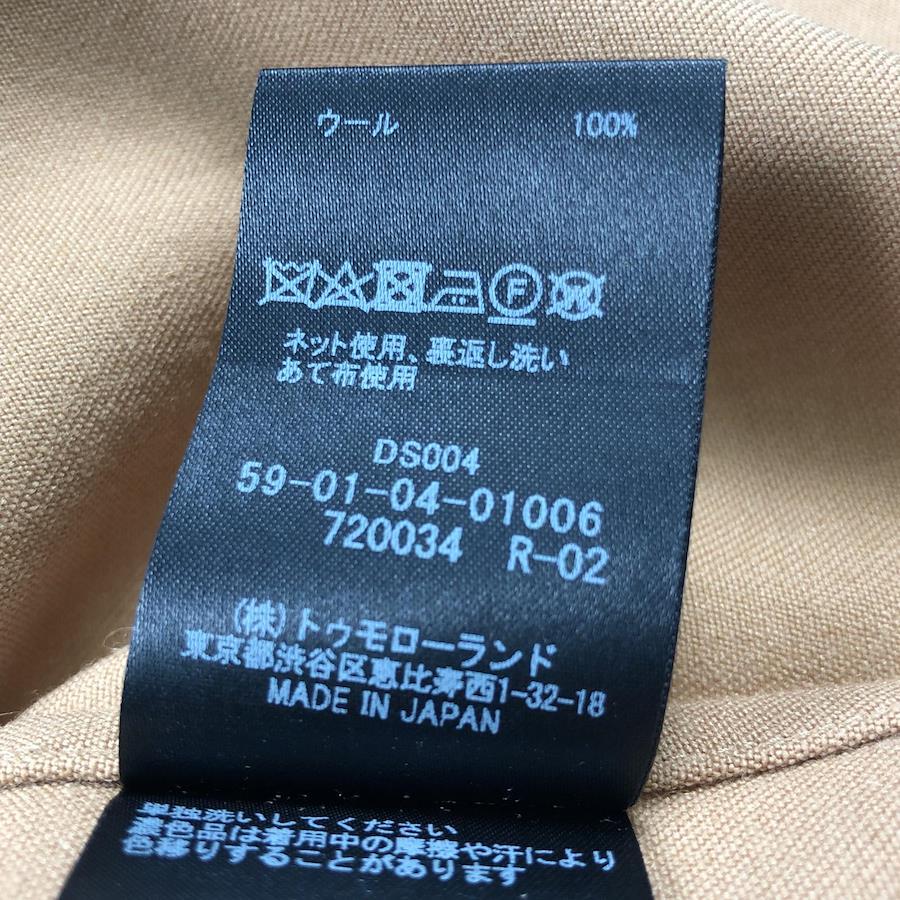 ウール 100%
F W
ネット使用、裏返し洗い
あて布使用
DS004
59-01-04-01006
720034 R-02
(株)トゥモローランド
東京都渋谷区恵比寿西1-32-18
MADE IN JAPAN
単独洗いしてください
濃色品は着用中の摩擦や汗により
色移りすることがあります